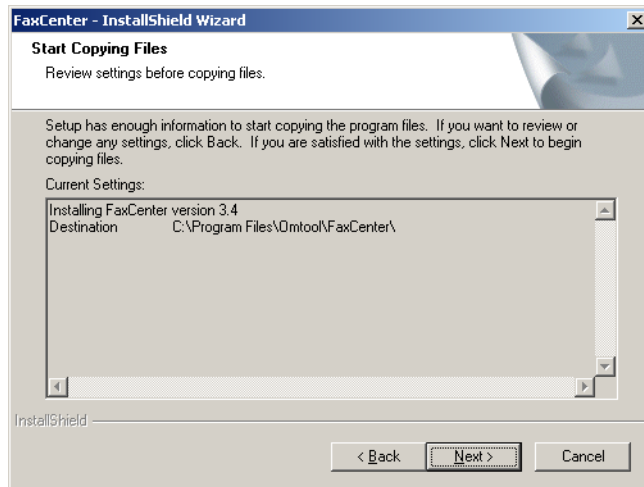 FaxCenter - InstallShield Wizard
Start Copying Files
Review settings before copying files.
Setup has enough information to start copying the program files.  If you want to review or
change any settings, click Back.  If you are satisfied with the settings, click Next to begin
copying files.
Current Settings:
Installing FaxCenter version 3.4
Destination C:\Program Files\Omtool\FaxCenter\
InstallShield
< Back Next > Cancel